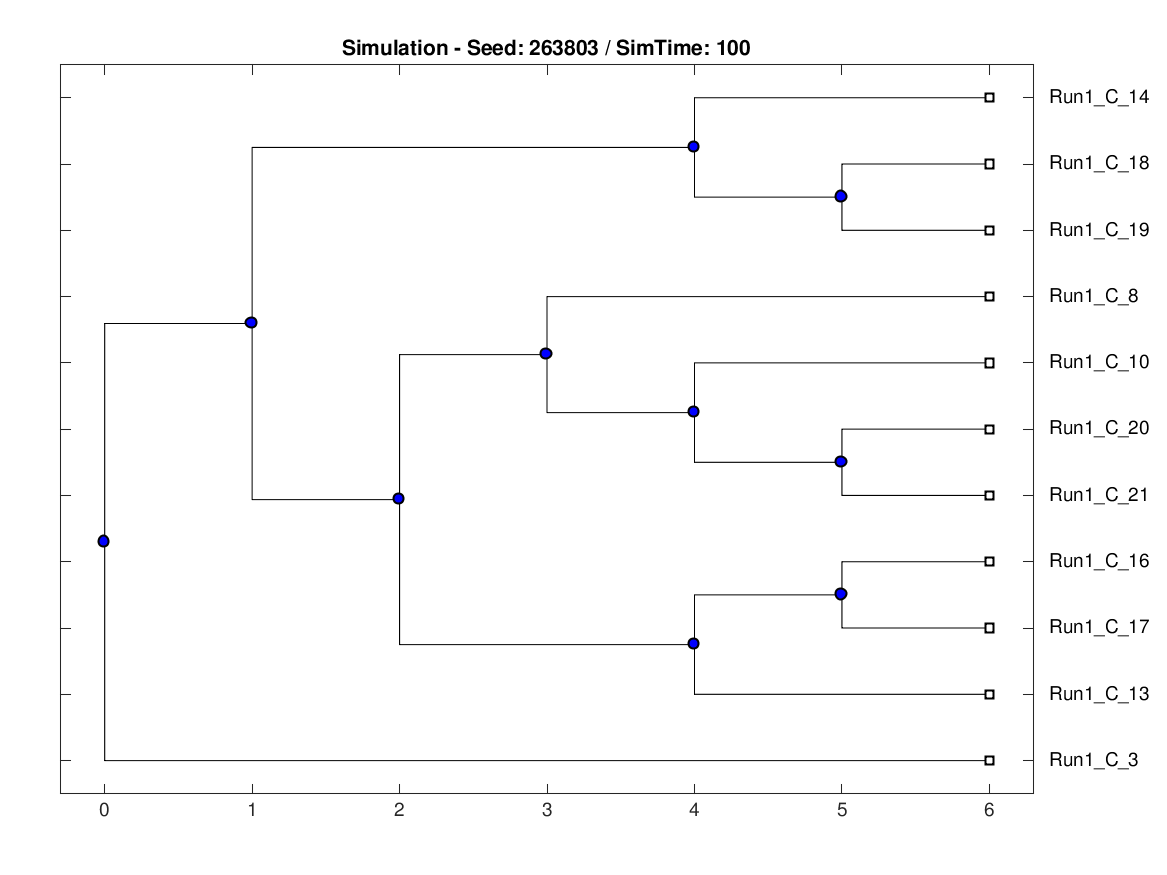 Simulation - Seed: 263803 / SimTime: 100
Run1_C_14
Run1_C_18
Run1_C_19
Run1_C_8
Run1_C_10
Run1_C_20
Run1_C_21
Run1_C_16
Run1_C_17
Run1_C_13
Run1_C_3
0 1 2 3 4 5 6